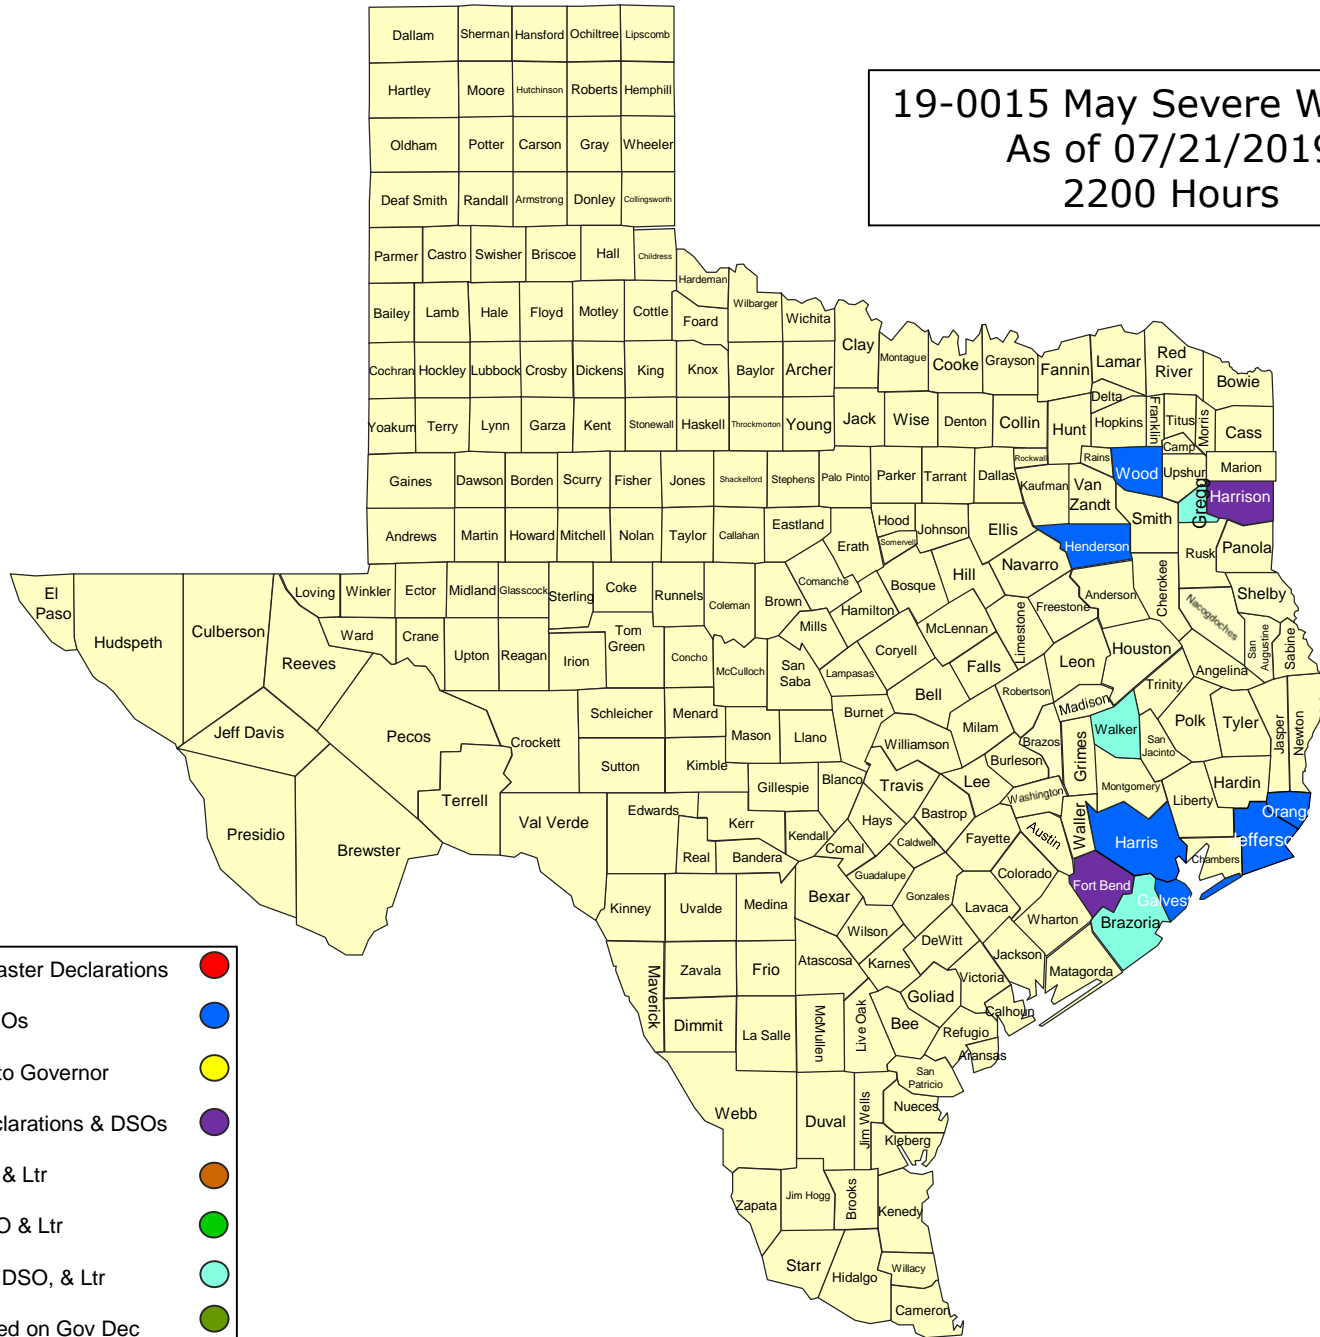 Dallam Sherman Hansford Ochiltree Lipscomb
Hartley Moore Hutchinson Roberts Hemphill
19-0015 May Severe W
As of 07/21/2019
2200 Hours
Oldham Potter Carson Gray Wheeler
Deaf Smith Randall Armstrong Donley Collingsworth
Parmer Castro Swisher Briscoe Hall Childress
Hardeman
Bailey Lamb Hale Floyd Motley Cottle Foard Wilbarger Wichita
Clay Montague Cooke Grayson Fannin Lamar Red
River Bowie
Cochran Hockley Lubbock Crosby Dickens King Knox Baylor Archer
Delta
Yoakum Terry Lynn Garza Kent Stonewall Haskell Throckmorton Young Jack Wise Denton Collin Hunt Hopkins Franklin Titus Morris Cass
Camp
Rockwall Rains Wood Upshur Marion
Gaines Dawson Borden Scurry Fisher Jones Shackelford Stephens Palo Pinto Parker Tarrant Dallas Kaufman Van
Zandt Gregg Harrison
Smith
Andrews Martin Howard Mitchell Nolan Taylor Callahan Eastland Erath Hood Somervell Johnson Ellis Henderson Rusk Panola
Navarro
El
Paso Hudspeth Culberson Loving Winkler Ector Midland Glasscock Sterling Coke Runnels Coleman Brown Comanche Hamilton Bosque Hill Freestone Anderson Cherokee Nacogdoches Shelby
Reeves Ward Crane Upton Reagan Irion Tom
Green Concho McCulloch San
Saba Mills Lampasas Coryell McLennan Limestone Falls Leon Houston Angelina San
Augustine Sabine
Trinity
Jeff Davis Pecos Crockett Schleicher Menard Mason Llano Burnet Bell Milam Robertson Madison Walker San
Jacinto Polk Tyler Jasper Newton
Sutton Kimble Gillespie Blanco Williamson Burleson Brazos Grimes
Terrell Travis Lee Washington Montgomery Liberty Hardin
Presidio Brewster Val Verde Edwards Kerr Kendall Hays Bastrop Waller Orange
Real Bandera Comal Caldwell Fayette Austin Harris Chambers Jefferso
Kinney Uvalde Medina Bexar Guadalupe Gonzales Lavaca Colorado Fort Bend Galvest
Wharton Brazoria
Maverick Zavala Frio Atascosa Wilson Karnes DeWitt Jackson Matagorda
Victoria
Dimmit La Salle McMullen Live Oak Bee Goliad Calhoun
Refugio
Aransas
San
Patricio
Webb Duval Jim Wells Nueces
Kleberg
Zapata Jim Hogg Brooks Kenedy
Starr Hidalgo Willacy
Cameron
aster Declarations
Os
to Governor
clarations & DSOs
& Ltr
O & Ltr
DSO, & Ltr
ed on Gov Dec